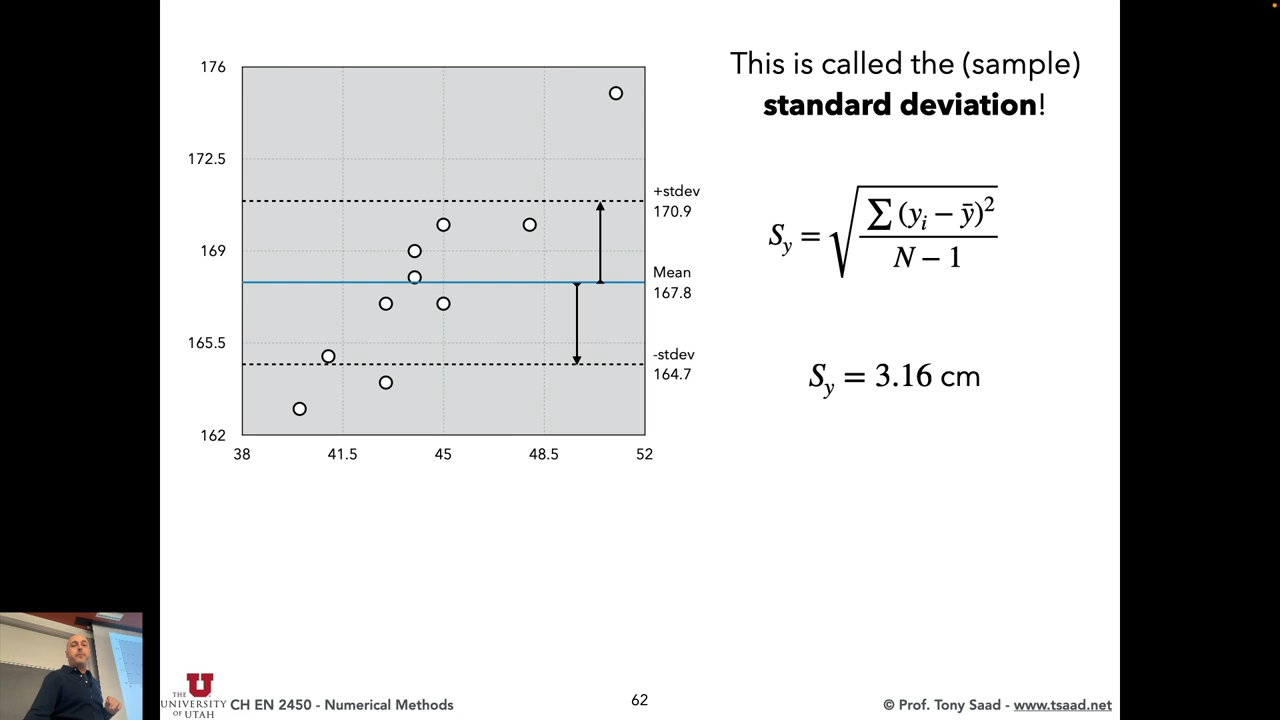 This is called the (sample)
standard deviation!
176
172.5
169
165.5
162
38 41.5 45 48.5 52
+stdev
170.9
Mean
167.8
-stdev
164.7
S_y = √(∑ (y_i − ȳ)² / (N − 1))
S_y = 3.16 cm
THE
UNIVERSITY
OF UTAH
CH EN 2450 - Numerical Methods
62
© Prof. Tony Saad - www.tsaad.net